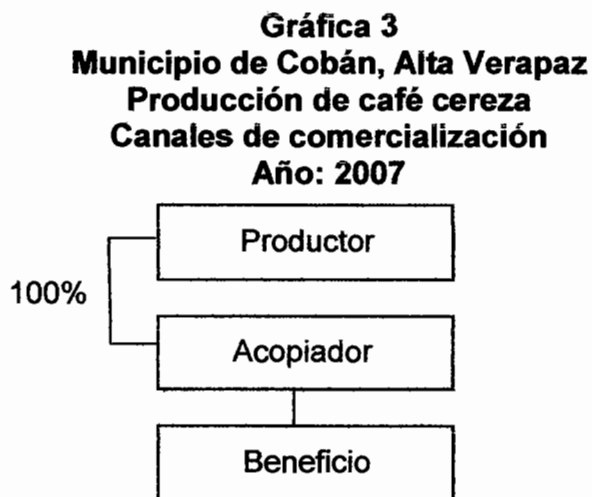 Gráfica 3
Municipio de Cobán, Alta Verapaz
Producción de café cereza
Canales de comercialización
Año: 2007
Productor
100%
Acopiador
Beneficio